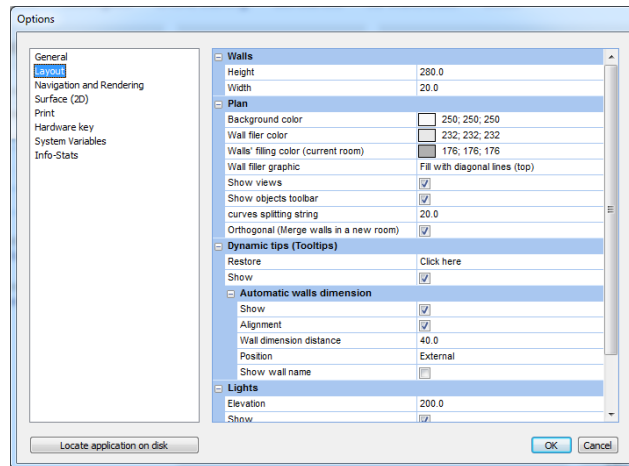 Options
General
Layout
Navigation and Rendering
Surface (2D)
Print
Hardware key
System Variables
Info-Stats
Walls
Height 280.0
Width 20.0
Plan
Background color 250; 250; 250
Wall filer color 232; 232; 232
Walls' filling color (current room) 176; 176; 176
Wall filler graphic Fill with diagonal lines (top)
Show views
Show objects toolbar
curves splitting string 20.0
Orthogonal (Merge walls in a new room)
Dynamic tips (Tooltips)
Restore Click here
Show
Automatic walls dimension
Show
Alignment
Wall dimension distance 40.0
Position External
Show wall name
Lights
Elevation 200.0
Show
Locate application on disk OK Cancel